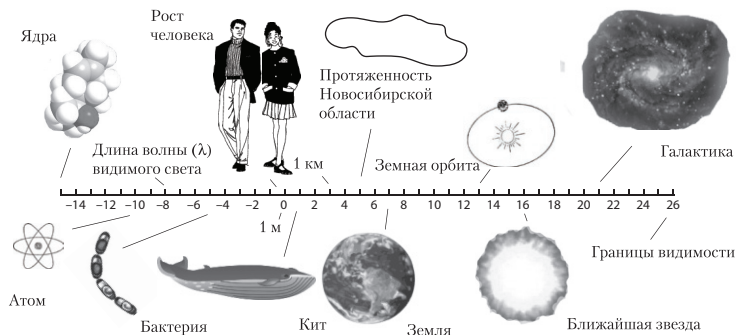 Ядра
Рост
человека
Протяженность
Новосибирской
области
Галактика
Длина волны (λ)
видимого света
1 км
Земная орбита
−14 −12 −10 −8 −6 −4 −2 0 2 4 6 8 10 12 14 16 18 20 22 24 26
1 м
Границы видимости
Атом
Бактерия
Кит
Земля
Ближайшая звезда